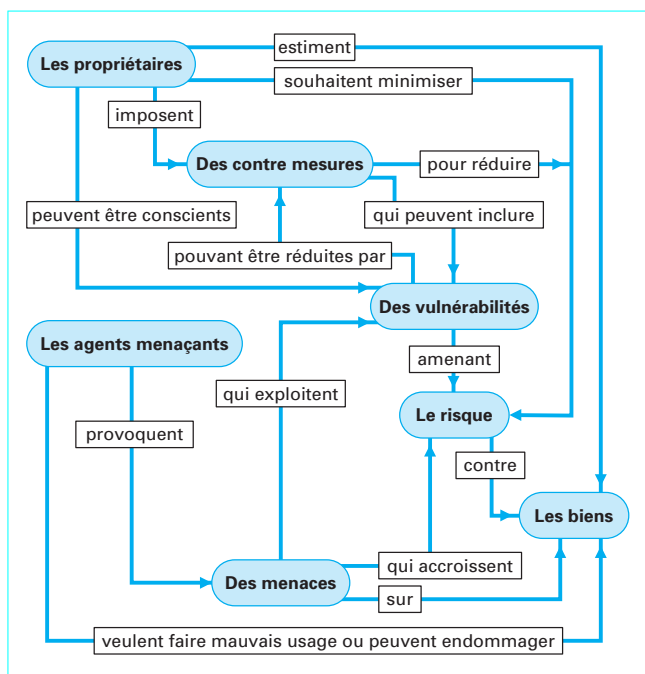 estiment
Les propriétaires
souhaitent minimiser
imposent
Des contre mesures
pour réduire
peuvent être conscients
qui peuvent inclure
pouvant être réduites par
Des vulnérabilités
Les agents menaçants
amenant
qui exploitent
Le risque
provoquent
contre
Les biens
qui accroissent
Des menaces
sur
veulent faire mauvais usage ou peuvent endommager